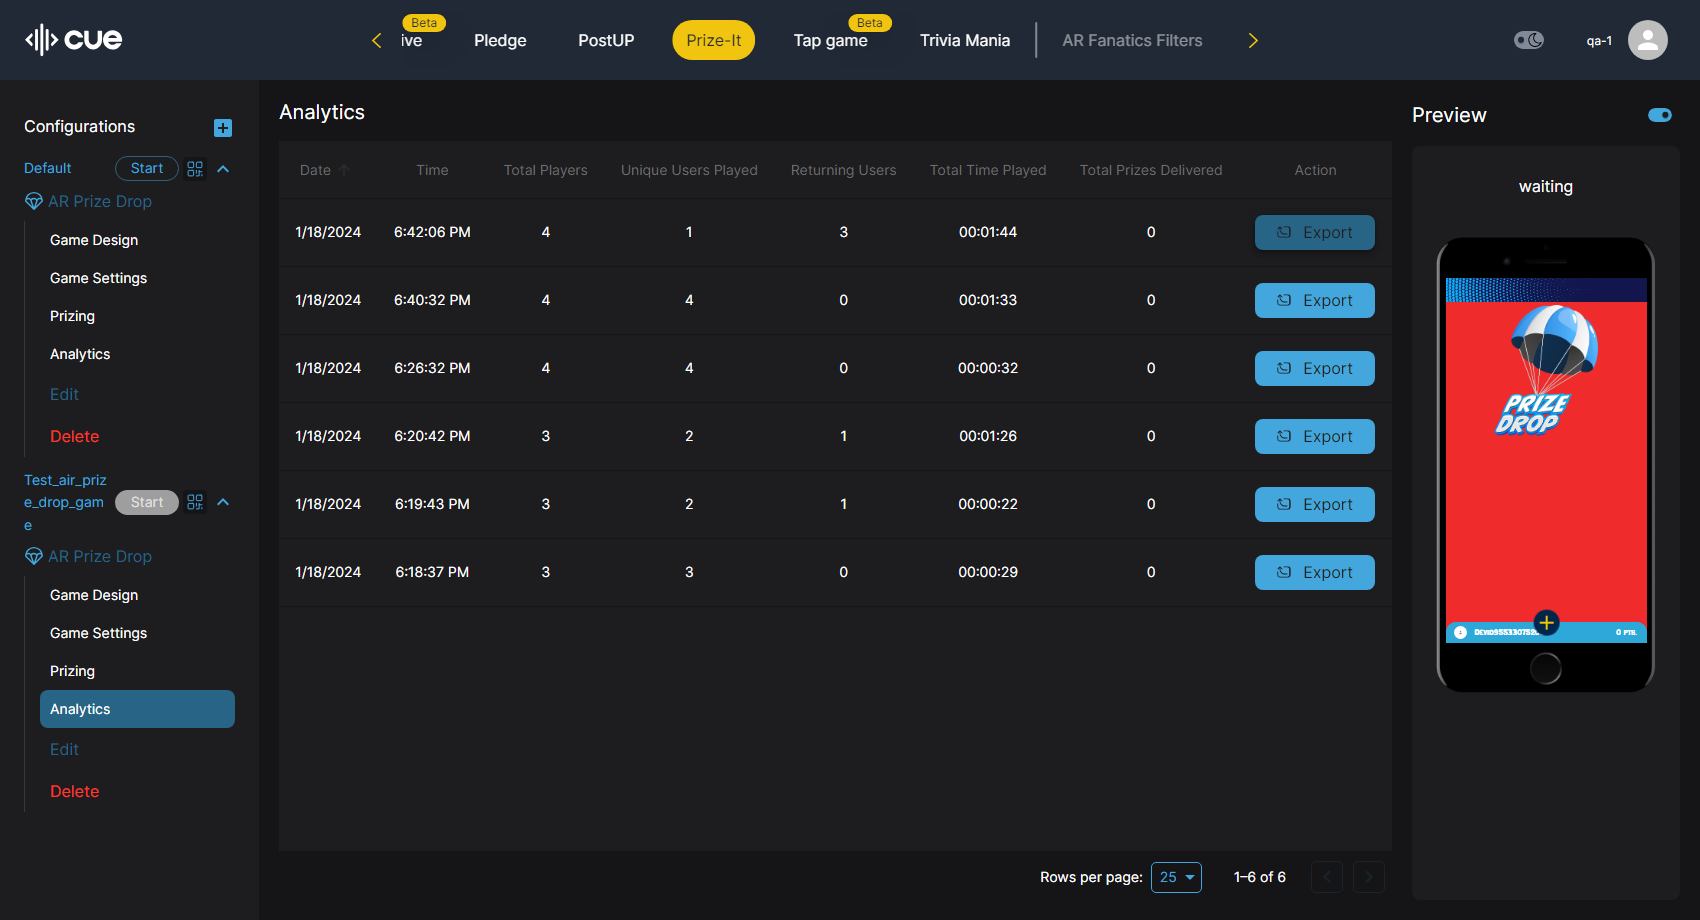 cue
Beta
ive
Pledge
PostUP
Prize-It
Beta
Tap game
Trivia Mania
AR Fanatics Filters
qa-1
Configurations
Default
Start
AR Prize Drop
Game Design
Game Settings
Prizing
Analytics
Edit
Delete
Test_air_priz
e_drop_gam
e
Start
AR Prize Drop
Game Design
Game Settings
Prizing
Analytics
Edit
Delete
Analytics
Date Time Total Players Unique Users Played Returning Users Total Time Played Total Prizes Delivered Action
1/18/2024 6:42:06 PM 4 1 3 00:01:44 0 Export
1/18/2024 6:40:32 PM 4 4 0 00:01:33 0 Export
1/18/2024 6:26:32 PM 4 4 0 00:00:32 0 Export
1/18/2024 6:20:42 PM 3 2 1 00:01:26 0 Export
1/18/2024 6:19:43 PM 3 2 1 00:00:22 0 Export
1/18/2024 6:18:37 PM 3 3 0 00:00:29 0 Export
Rows per page: 25 1–6 of 6
Preview
waiting
PRIZE
DROP
0 PTS.